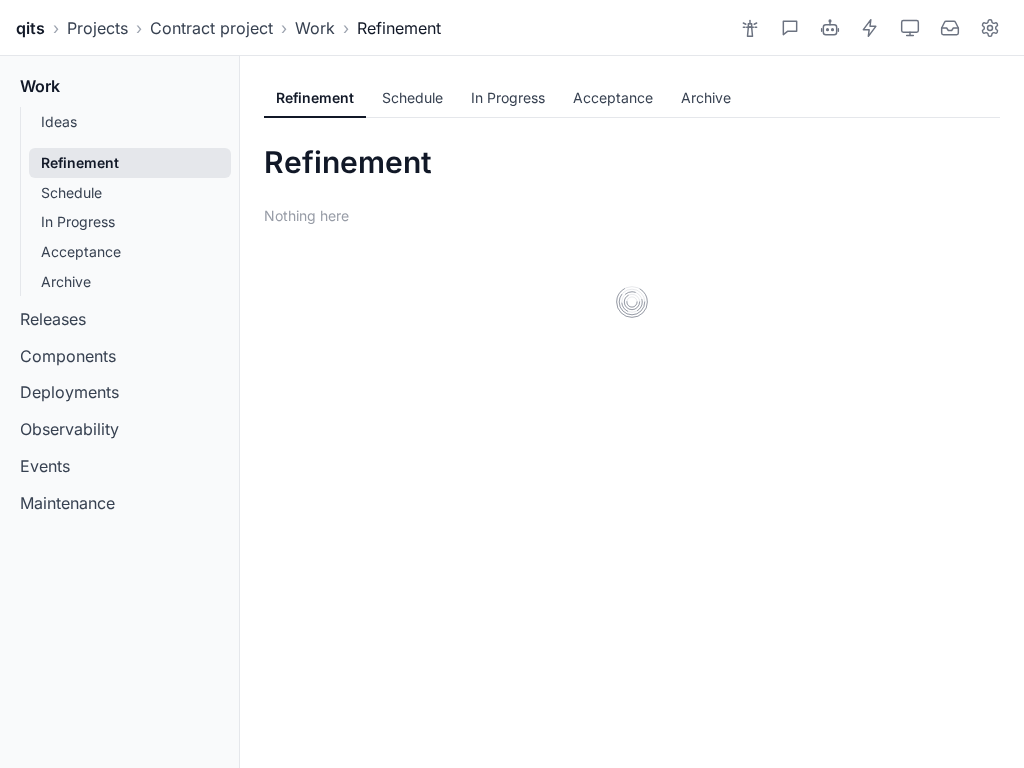 qits › Projects › Contract project › Work › Refinement
Work
Ideas
Refinement
Schedule
In Progress
Acceptance
Archive
Releases
Components
Deployments
Observability
Events
Maintenance
Refinement Schedule In Progress Acceptance Archive
Refinement
Nothing here